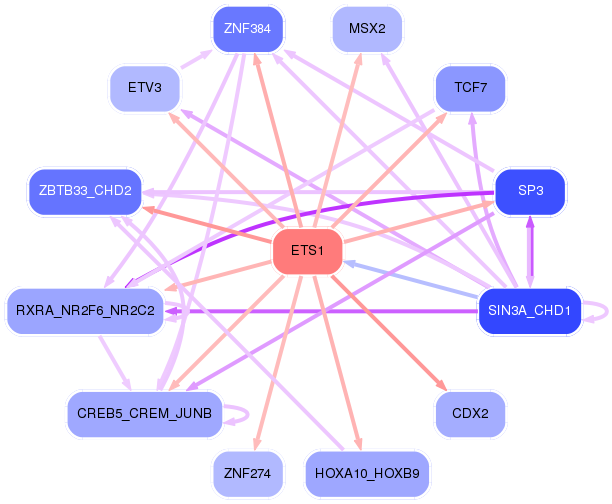 ZNF384
MSX2
ETV3
TCF7
ZBTB33_CHD2
SP3
ETS1
RXRA_NR2F6_NR2C2
SIN3A_CHD1
CREB5_CREM_JUNB
CDX2
ZNF274
HOXA10_HOXB9